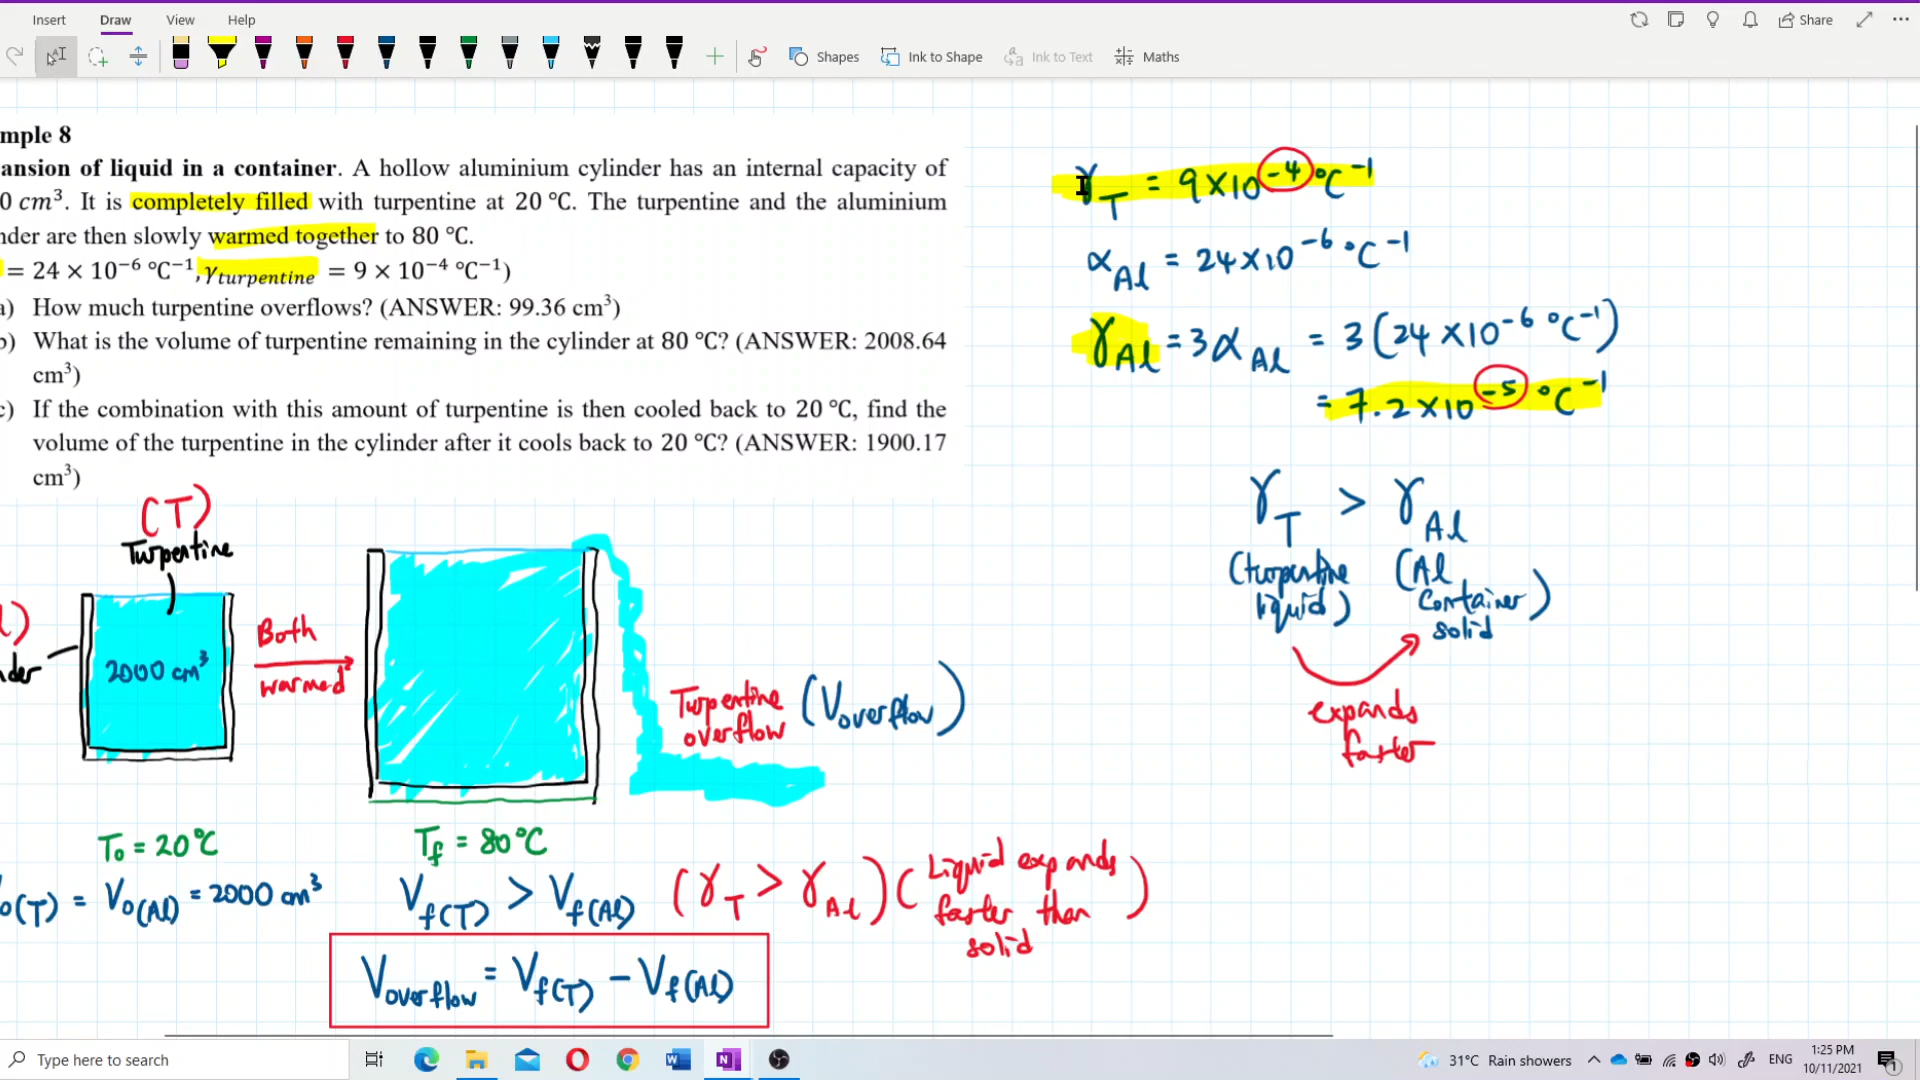 Insert Draw View Help
Share
Shapes Ink to Shape Ink to Text Maths
mple 8
ansion of liquid in a container. A hollow aluminium cylinder has an internal capacity of
0 cm³. It is completely filled with turpentine at 20 °C. The turpentine and the aluminium
nder are then slowly warmed together to 80 °C.
= 24 × 10⁻⁶ °C⁻¹, γturpentine = 9 × 10⁻⁴ °C⁻¹)
a) How much turpentine overflows? (ANSWER: 99.36 cm³)
b) What is the volume of turpentine remaining in the cylinder at 80 °C? (ANSWER: 2008.64
cm³)
c) If the combination with this amount of turpentine is then cooled back to 20 °C, find the
volume of the turpentine in the cylinder after it cools back to 20 °C? (ANSWER: 1900.17
cm³)
γT = 9×10⁻⁴ °C⁻¹
αAl = 24×10⁻⁶ °C⁻¹
γAl = 3αAl = 3(24×10⁻⁶ °C⁻¹)
= 7.2×10⁻⁵ °C⁻¹
γT > γAl
(turpentine liquid) (Al container solid)
expands
faster
(T)
Turpentine
l)
nder
2000 cm³
Both
warmed
Turpentine
overflow (Voverflow)
T₀ = 20°C
Tf = 80°C
V₀(T) = V₀(Al) = 2000 cm³
Vf(T) > Vf(Al) (γT > γAl) (Liquid expands
faster than
solid)
Voverflow = Vf(T) − Vf(Al)
Type here to search
31°C Rain showers
ENG
1:25 PM
10/11/2021
1